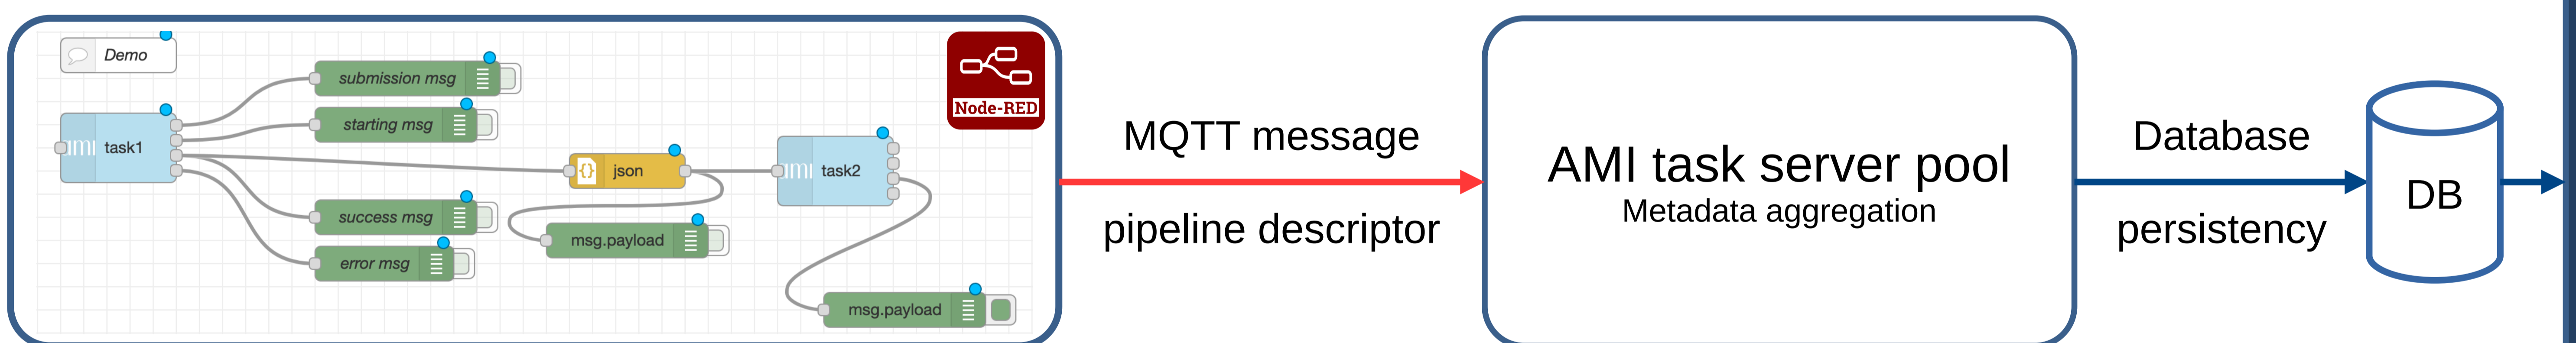 Demo
submission msg
starting msg
task1
json
task2
success msg
msg.payload
error msg
msg.payload
Node-RED
MQTT message
pipeline descriptor
AMI task server pool
Metadata aggregation
Database
persistency
DB